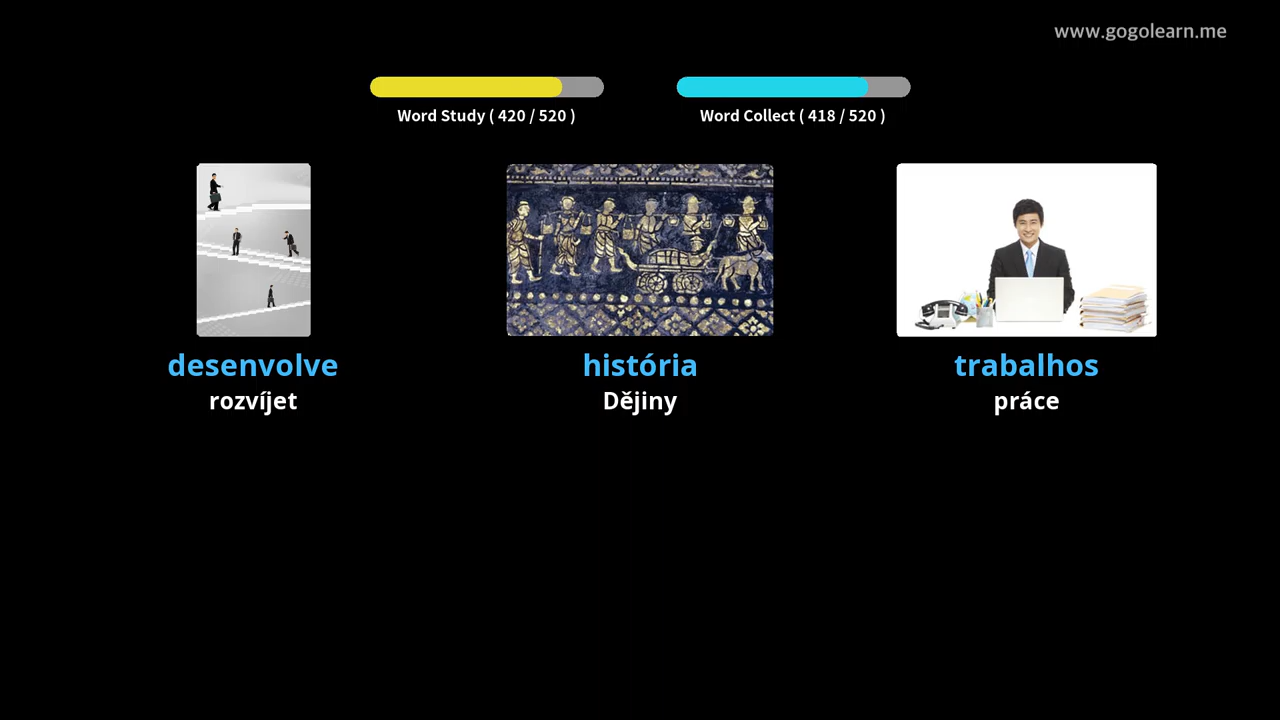 www.gogolearn.me
Word Study ( 420 / 520 )
Word Collect ( 418 / 520 )
desenvolve
rozvíjet
história
Dějiny
trabalhos
práce